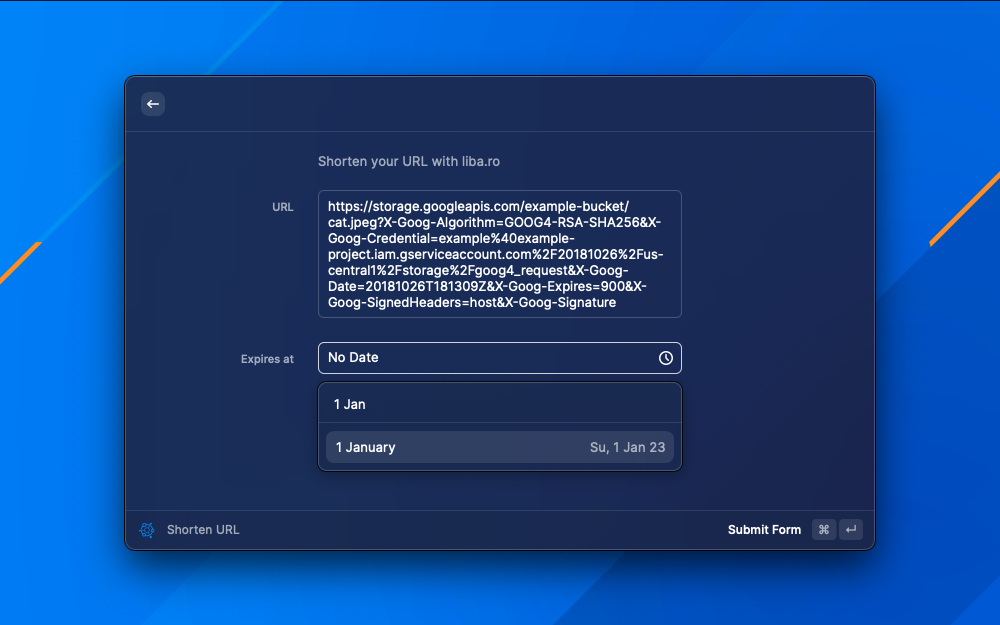 Shorten your URL with liba.ro
URL
https://storage.googleapis.com/example-bucket/
cat.jpeg?X-Goog-Algorithm=GOOG4-RSA-SHA256&X-
Goog-Credential=example%40example-
project.iam.gserviceaccount.com%2F20181026%2Fus-
central1%2Fstorage%2Fgoog4_request&X-Goog-
Date=20181026T181309Z&X-Goog-Expires=900&X-
Goog-SignedHeaders=host&X-Goog-Signature
Expires at
No Date
1 Jan
1 January Su, 1 Jan 23
Shorten URL Submit Form ⌘ ↵